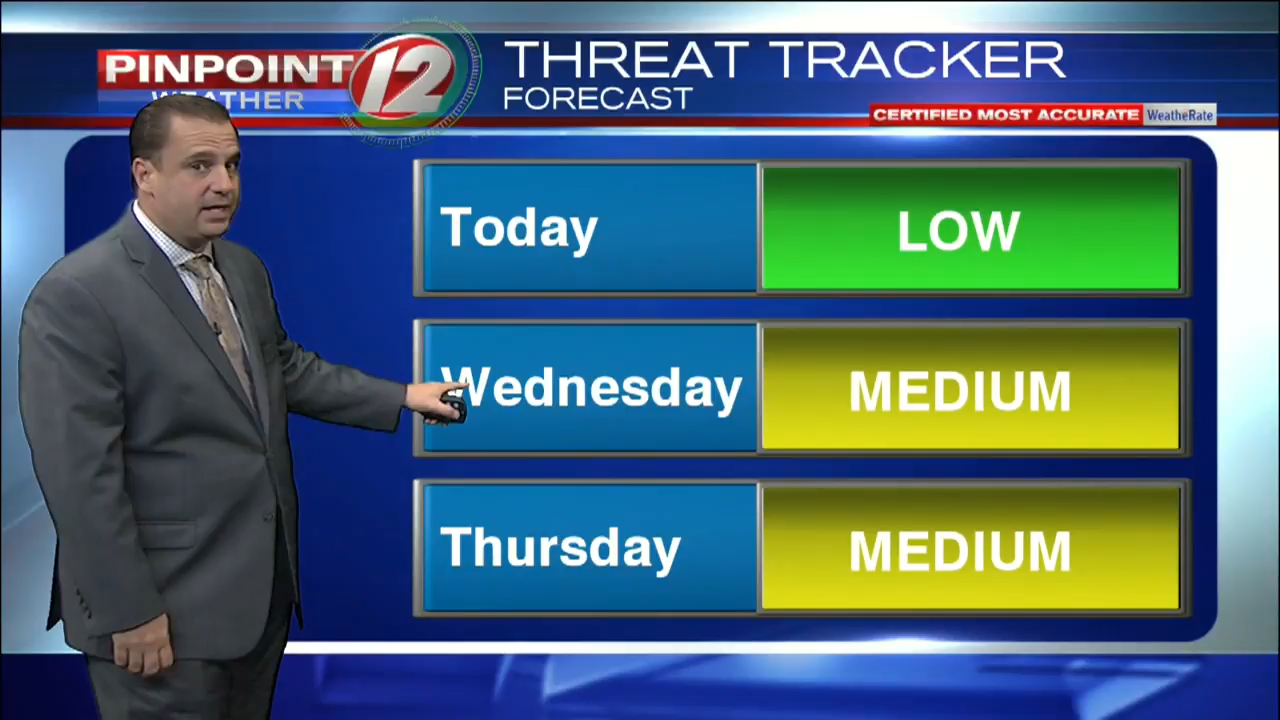 PINPOINT 12
WEATHER
THREAT TRACKER
FORECAST
CERTIFIED MOST ACCURATE WeatheRate
Today LOW
Wednesday MEDIUM
Thursday MEDIUM